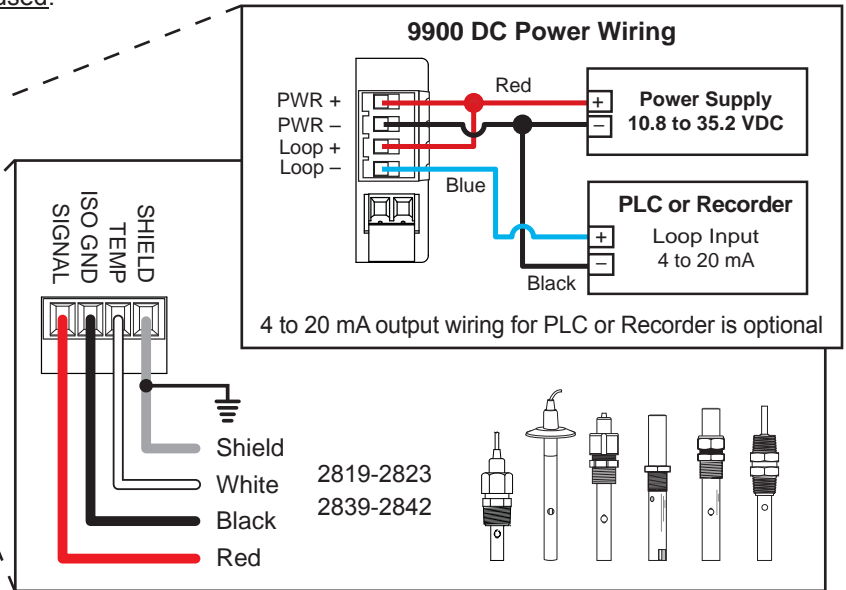 used.
9900 DC Power Wiring
PWR +
PWR –
Loop +
Loop –
Red
Blue
Black
+
–
Power Supply
10.8 to 35.2 VDC
PLC or Recorder
+
–
Loop Input
4 to 20 mA
4 to 20 mA output wiring for PLC or Recorder is optional
SIGNAL
ISO GND
TEMP
SHIELD
Shield
White
Black
Red
2819-2823
2839-2842